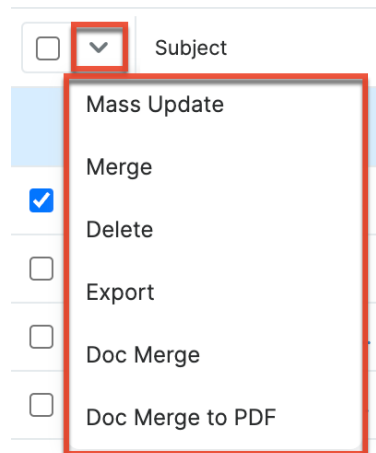 Subject
Mass Update
Merge
Delete
Export
Doc Merge
Doc Merge to PDF